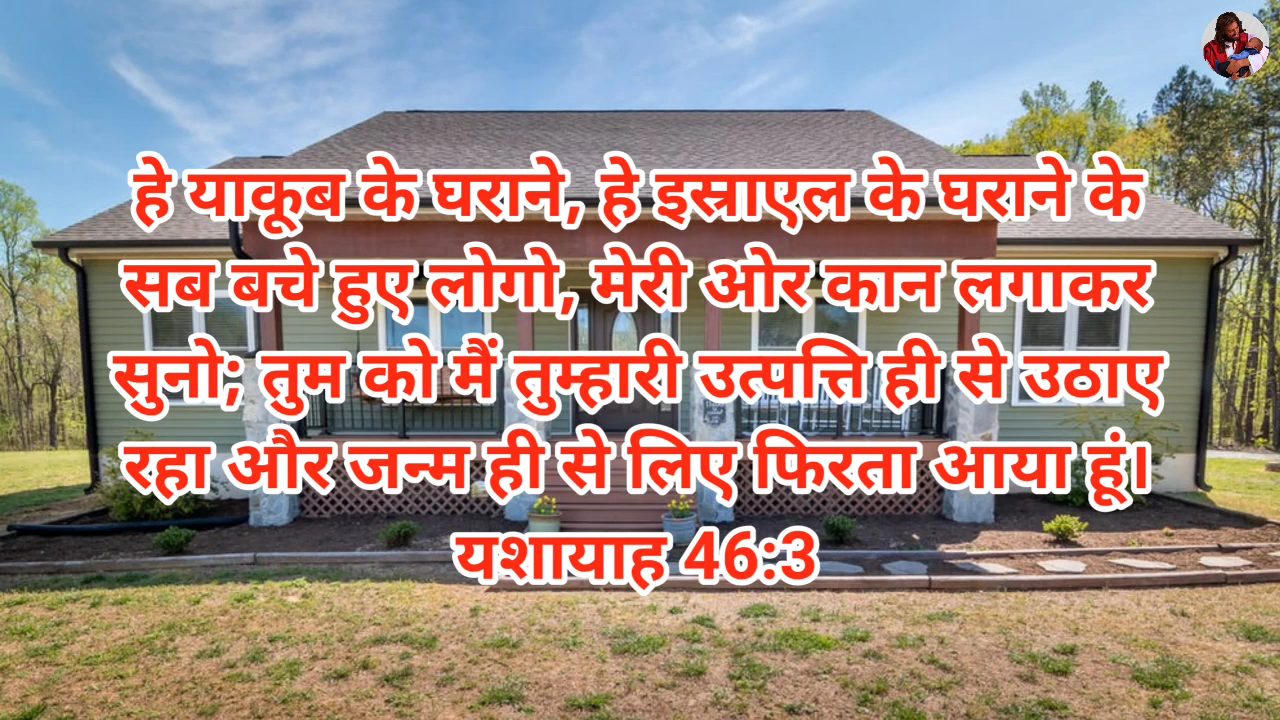 हे याकूब के घराने, हे इस्राएल के घराने के
सब बचे हुए लोगो, मेरी ओर कान लगाकर
सुनो; तुम को मैं तुम्हारी उत्पत्ति ही से उठाए
रहा और जन्म ही से लिए फिरता आया हूं।
यशायाह 46:3